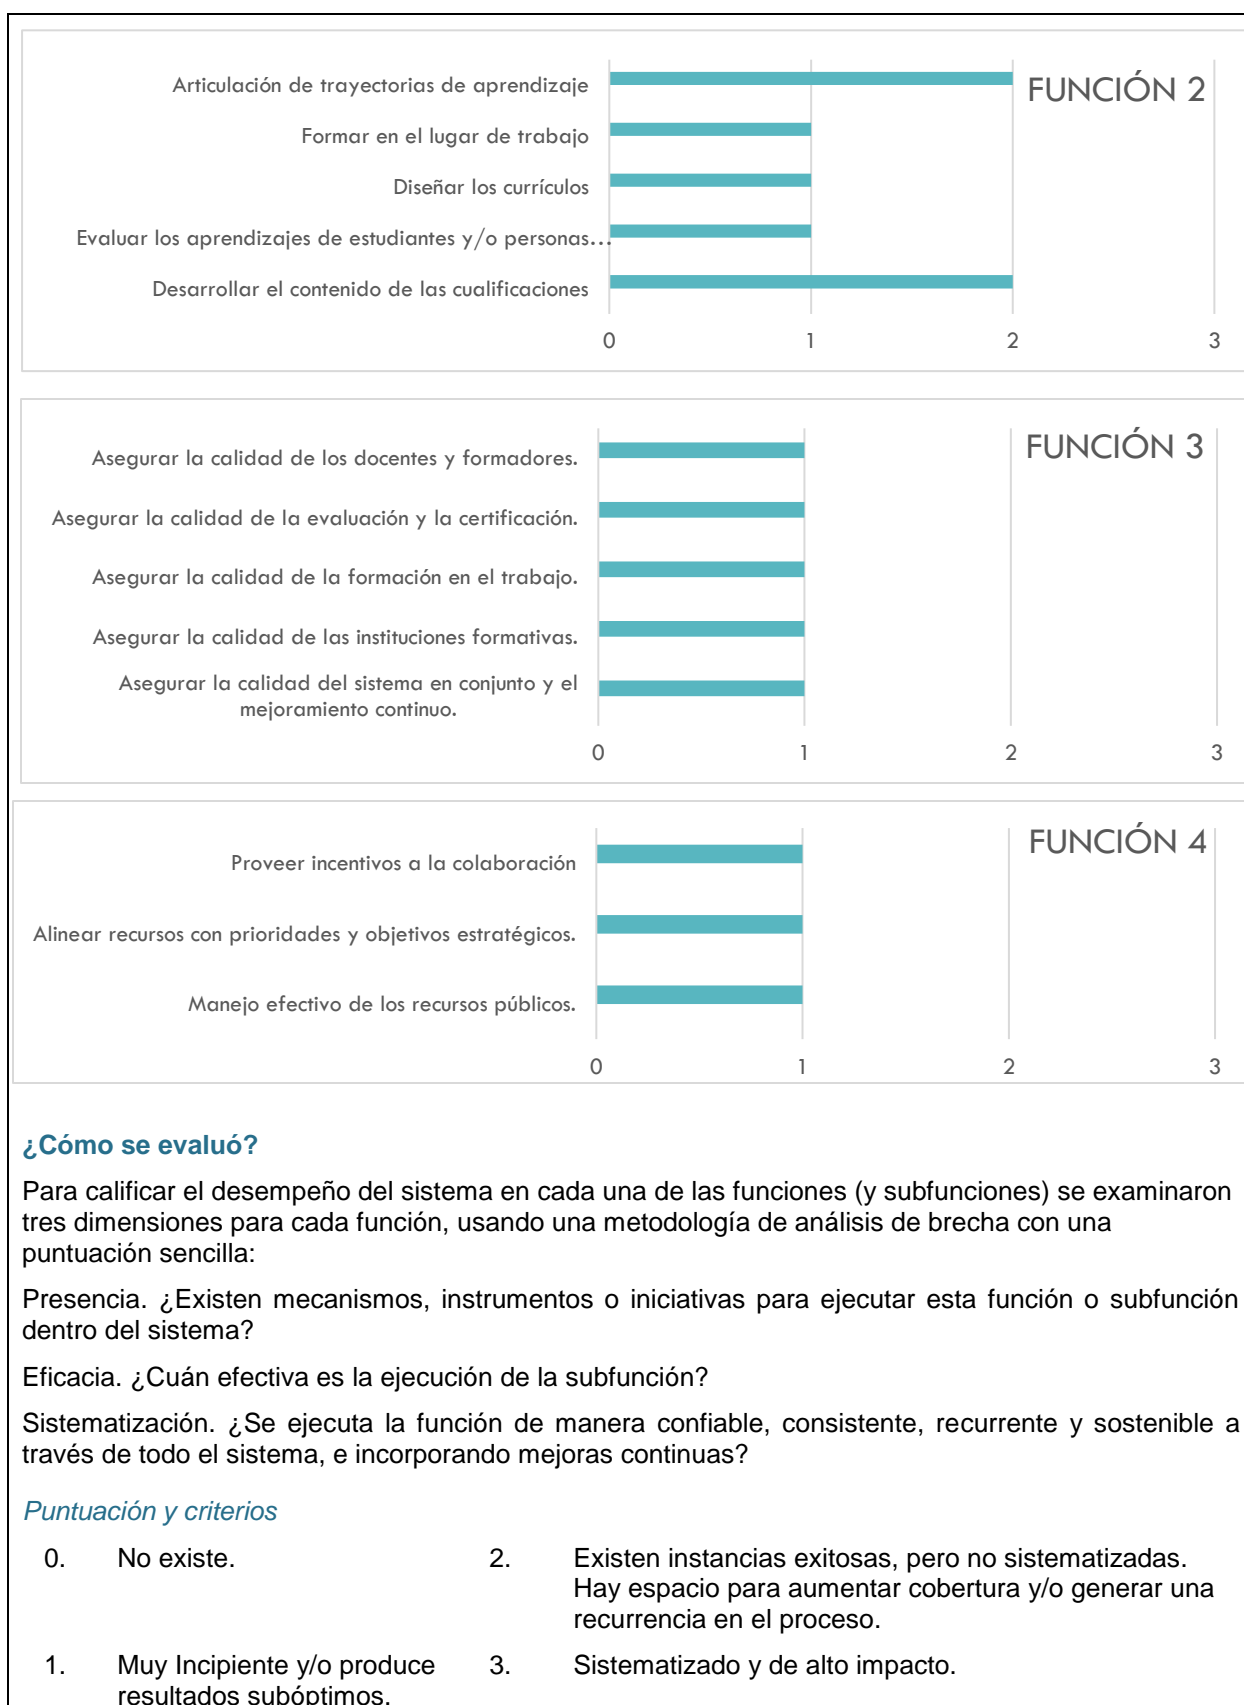 FUNCIÓN 2
Articulación de trayectorias de aprendizaje
Formar en el lugar de trabajo
Diseñar los currículos
Evaluar los aprendizajes de estudiantes y/o personas…
Desarrollar el contenido de las cualificaciones
0 1 2 3
FUNCIÓN 3
Asegurar la calidad de los docentes y formadores.
Asegurar la calidad de la evaluación y la certificación.
Asegurar la calidad de la formación en el trabajo.
Asegurar la calidad de las instituciones formativas.
Asegurar la calidad del sistema en conjunto y el
mejoramiento continuo.
0 1 2 3
FUNCIÓN 4
Proveer incentivos a la colaboración
Alinear recursos con prioridades y objetivos estratégicos.
Manejo efectivo de los recursos públicos.
0 1 2 3
¿Cómo se evaluó?
Para calificar el desempeño del sistema en cada una de las funciones (y subfunciones) se examinaron
tres dimensiones para cada función, usando una metodología de análisis de brecha con una
puntuación sencilla:
Presencia. ¿Existen mecanismos, instrumentos o iniciativas para ejecutar esta función o subfunción
dentro del sistema?
Eficacia. ¿Cuán efectiva es la ejecución de la subfunción?
Sistematización. ¿Se ejecuta la función de manera confiable, consistente, recurrente y sostenible a
través de todo el sistema, e incorporando mejoras continuas?
Puntuación y criterios
0. No existe.
2. Existen instancias exitosas, pero no sistematizadas.
Hay espacio para aumentar cobertura y/o generar una
recurrencia en el proceso.
1. Muy Incipiente y/o produce
resultados subóptimos.
3. Sistematizado y de alto impacto.